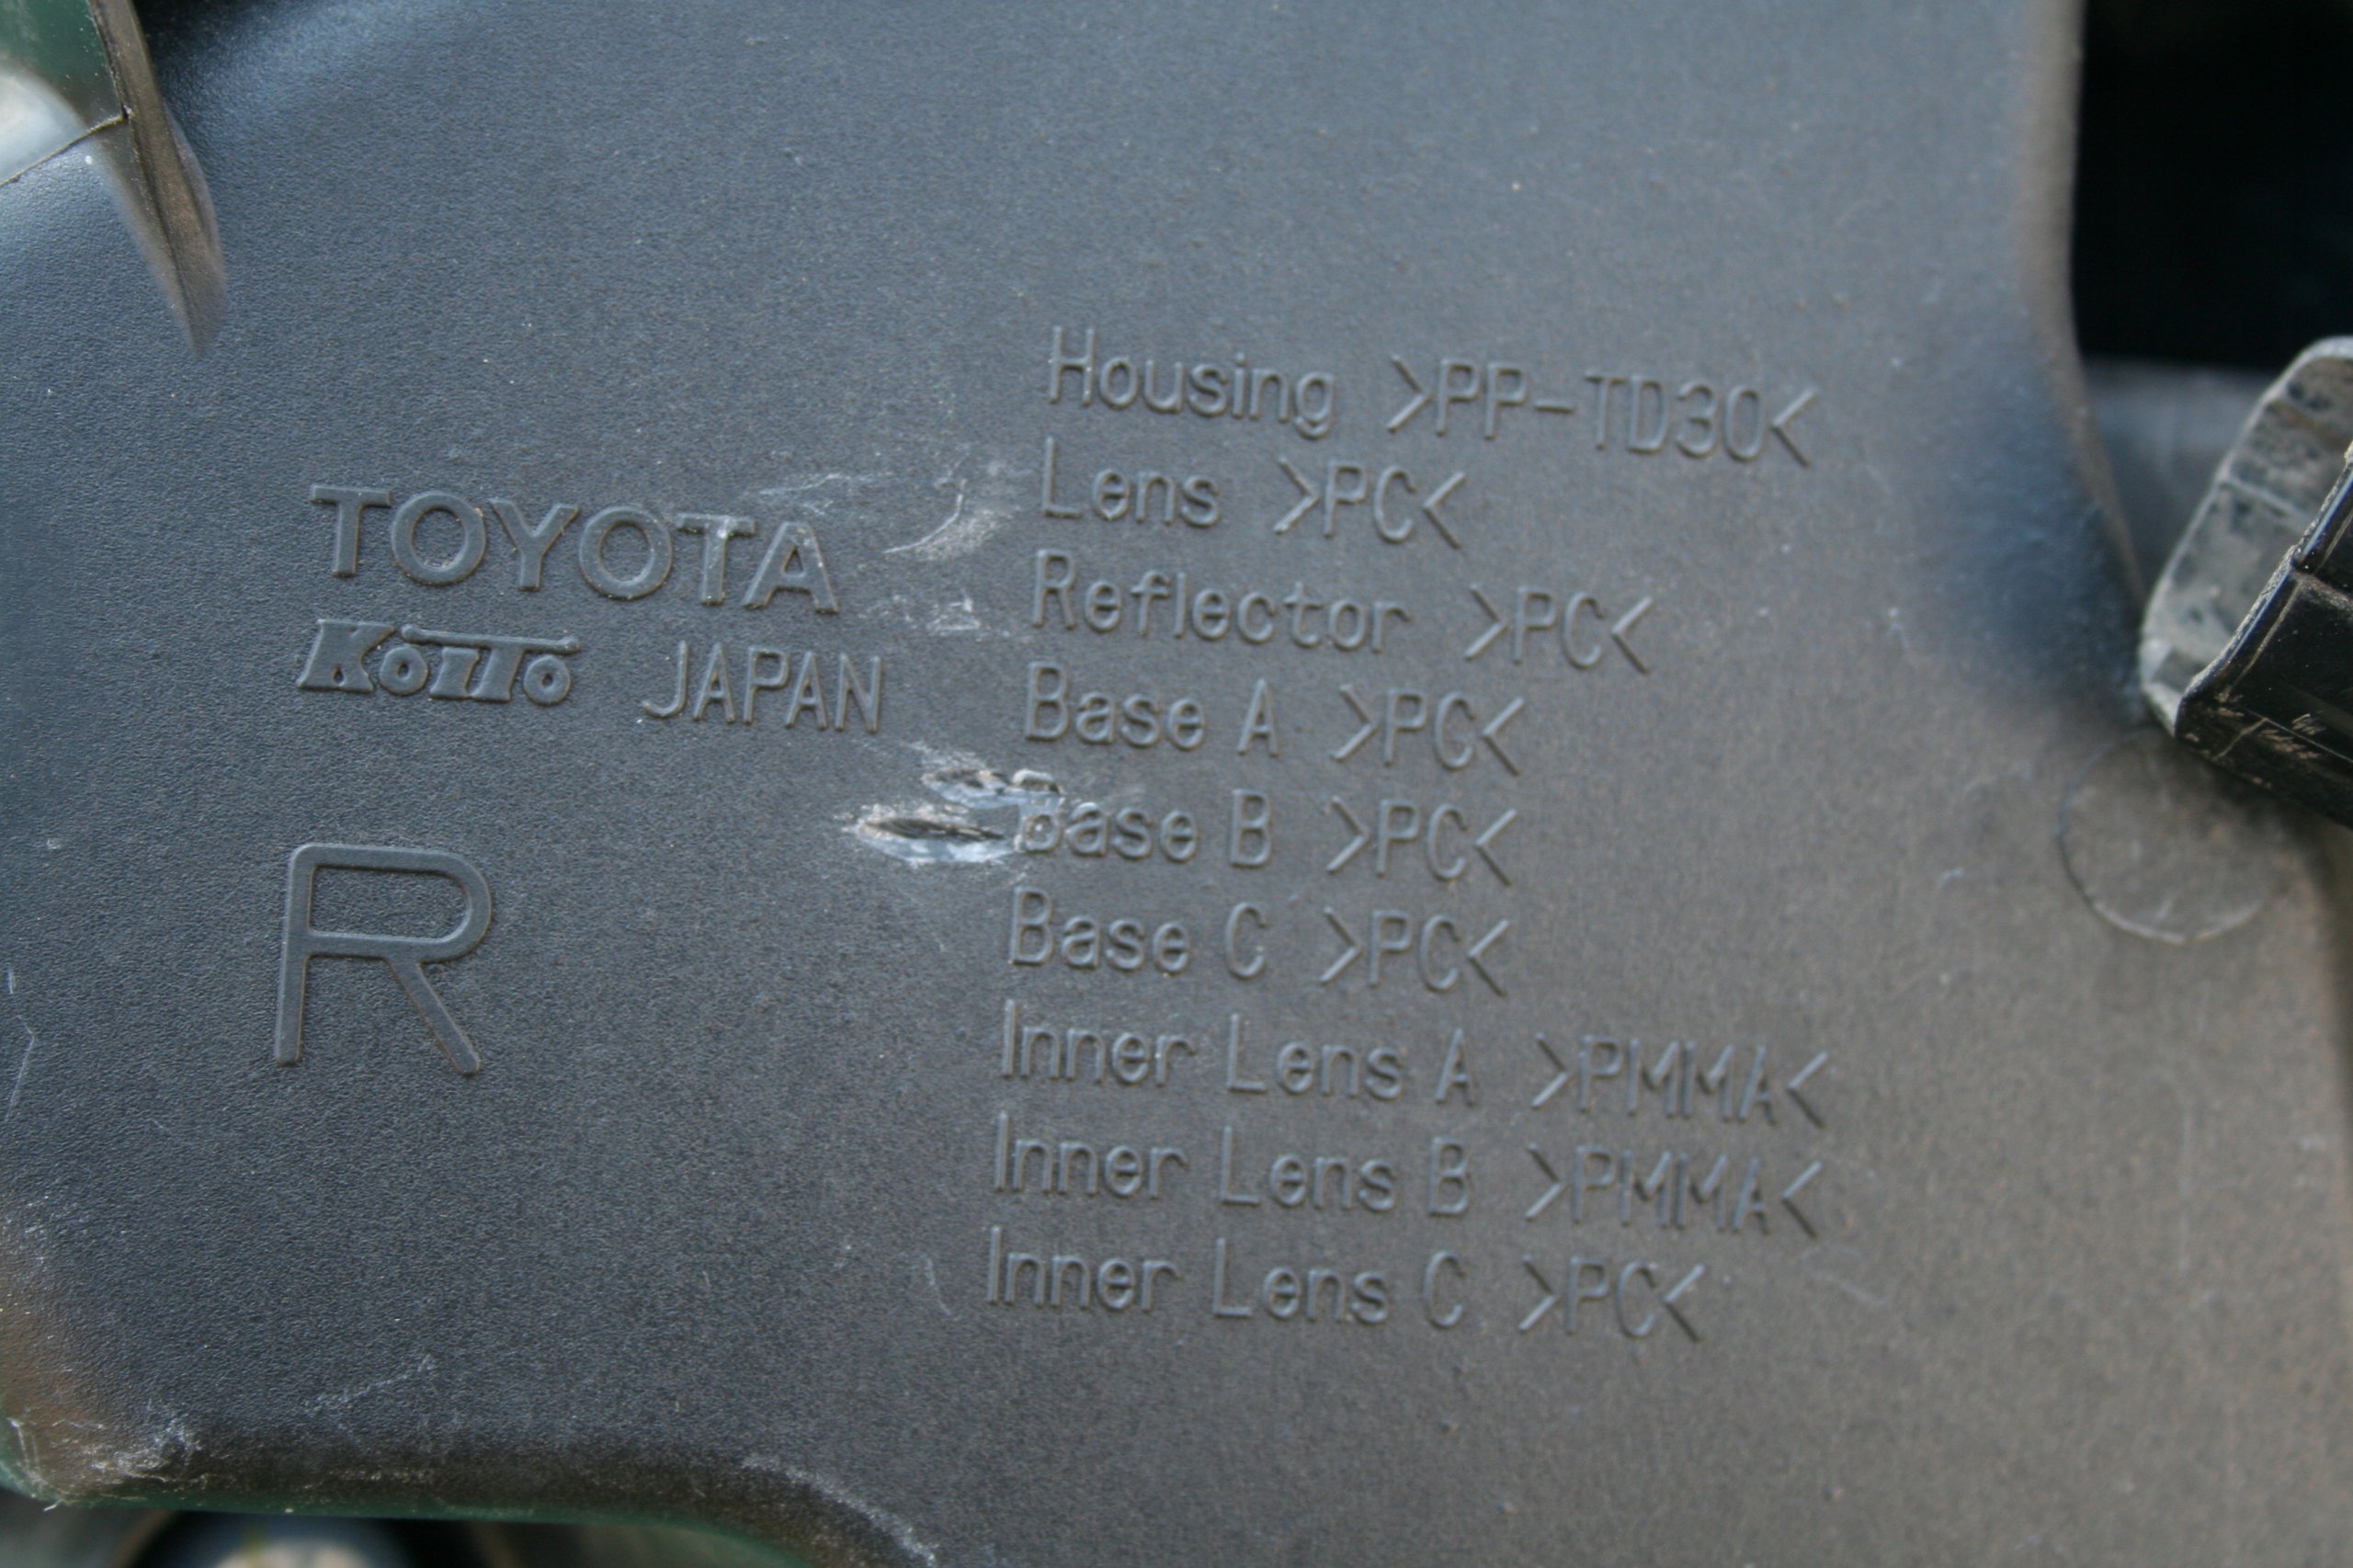 TOYOTA
KOITO JAPAN
R
Housing >PP-TD30<
Lens >PC<
Reflector >PC<
Base A >PC<
Base B >PC<
Base C >PC<
Inner Lens A >PMMA<
Inner Lens B >PMMA<
Inner Lens C >PC<